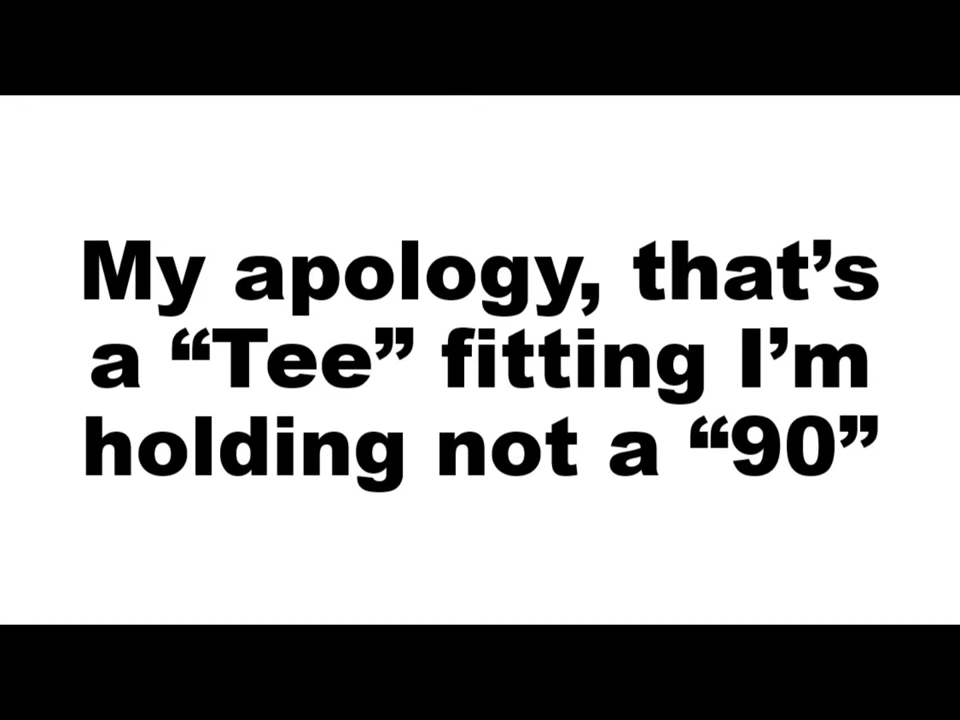 My apology, that’s
a “Tee” fitting I’m
holding not a “90”